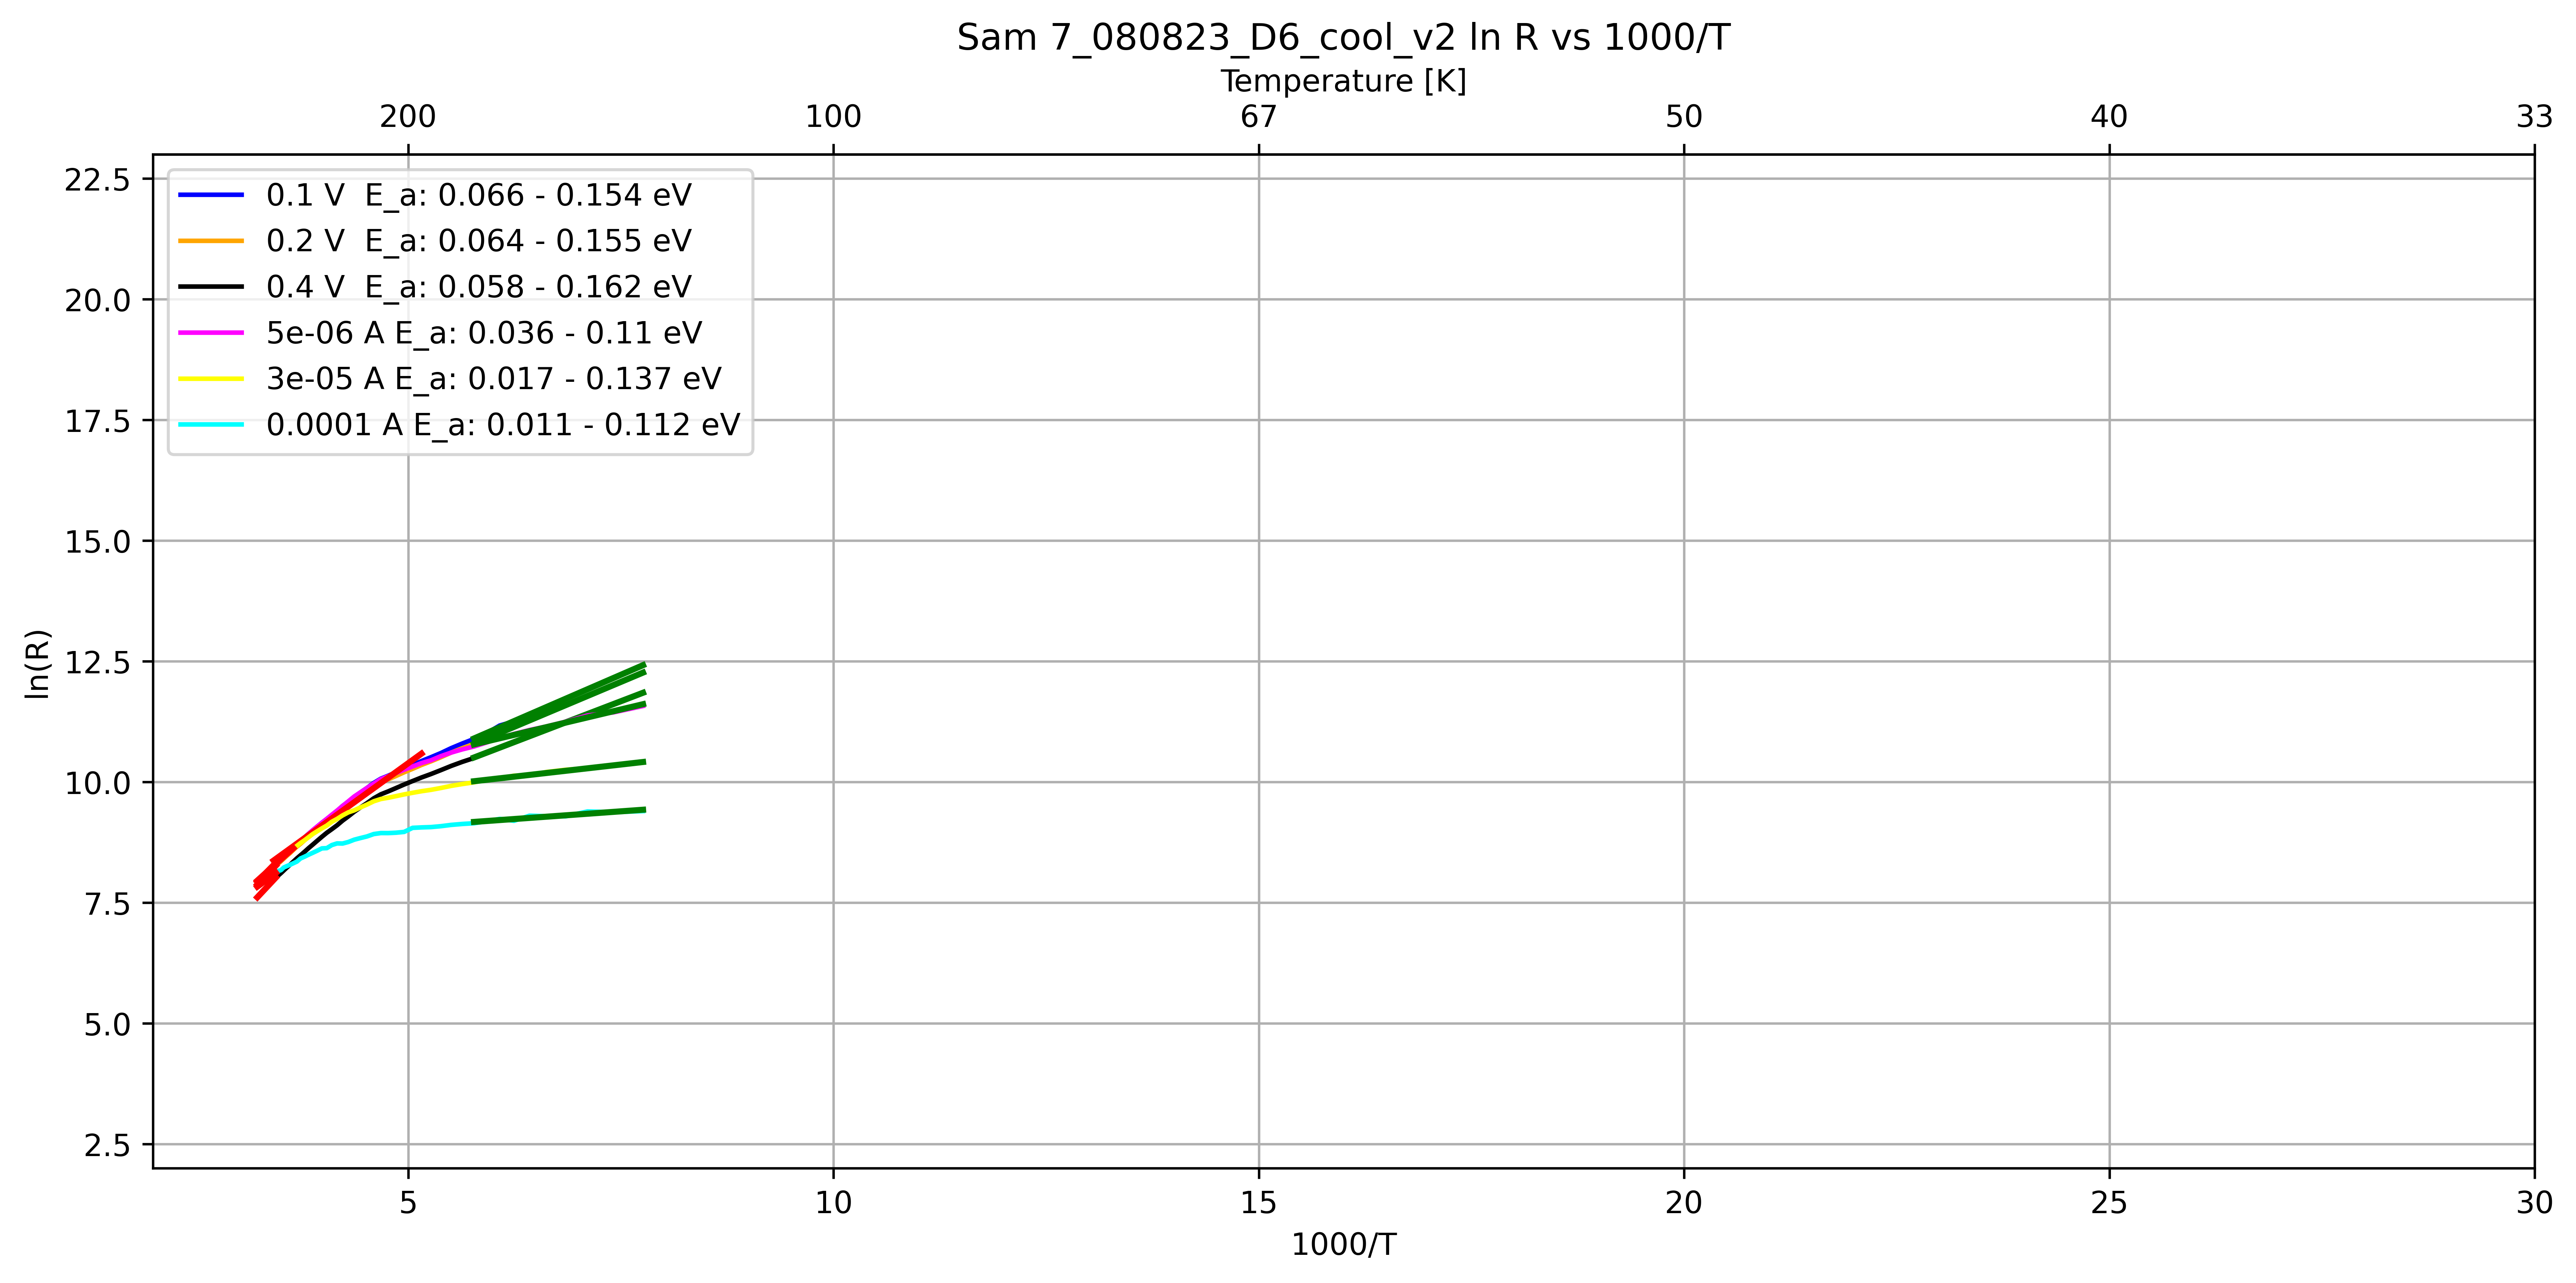 Sam 7_080823_D6_cool_v2 ln R vs 1000/T
Temperature [K]
200 100 67 50 40 33
0.1 V  E_a: 0.066 - 0.154 eV
0.2 V  E_a: 0.064 - 0.155 eV
0.4 V  E_a: 0.058 - 0.162 eV
5e-06 A E_a: 0.036 - 0.11 eV
3e-05 A E_a: 0.017 - 0.137 eV
0.0001 A E_a: 0.011 - 0.112 eV
22.5
20.0
17.5
15.0
12.5
10.0
7.5
5.0
2.5
ln(R)
5 10 15 20 25 30
1000/T